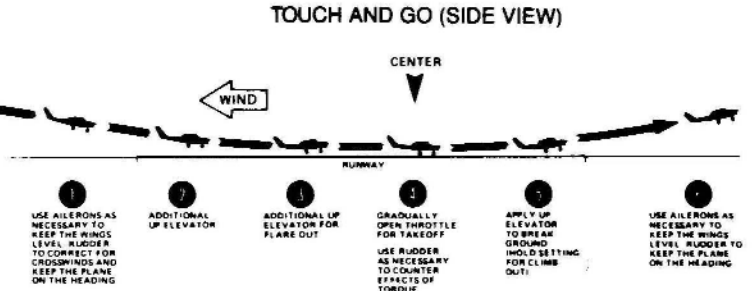 TOUCH AND GO (SIDE VIEW)
CENTER
WIND
RUNWAY
1
USE AILERONS AS
NECESSARY TO
KEEP THE WINGS
LEVEL. RUDDER
TO CORRECT FOR
CROSSWINDS AND
KEEP THE PLANE
ON THE HEADING
2
ADDITIONAL
UP ELEVATOR
3
ADDITIONAL UP
ELEVATOR FOR
FLARE OUT
4
GRADUALLY
OPEN THROTTLE
FOR TAKEOFF
USE RUDDER
AS NECESSARY
TO COUNTER
EFFECTS OF
TORQUE
5
APPLY UP
ELEVATOR
TO BREAK
GROUND
(HOLD SETTING
FOR CLIMB
OUT)
USE AILERONS AS
NECESSARY TO
KEEP THE WINGS
LEVEL. RUDDER TO
KEEP THE PLANE
ON THE HEADING